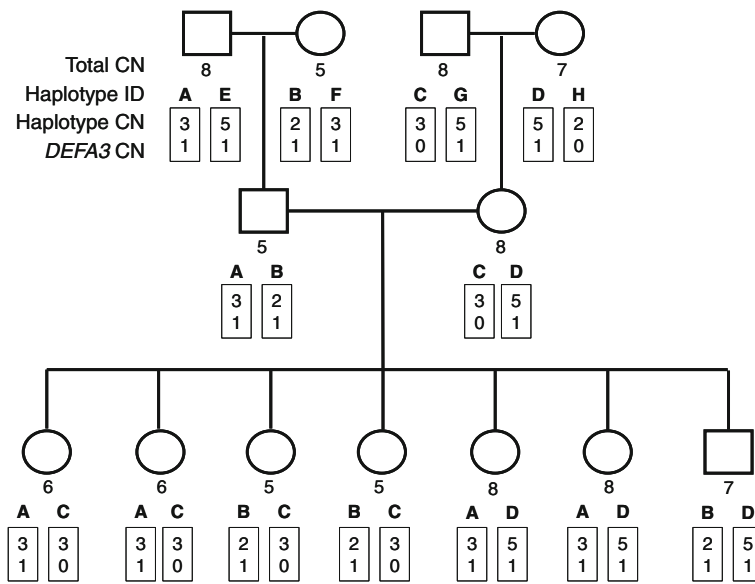 Total CN 8 5 8 7
Haplotype ID A E B F C G D H
Haplotype CN 3 5 2 3 3 5 5 2
DEFA3 CN 1 1 1 1 0 1 1 0
5 8
A B C D
3 2 3 5
1 1 0 1
6 6 5 5 8 8 7
A C A C B C B C A D A D B D
3 3 3 3 2 3 2 3 3 5 3 5 2 5
1 0 1 0 1 0 1 0 1 1 1 1 1 1